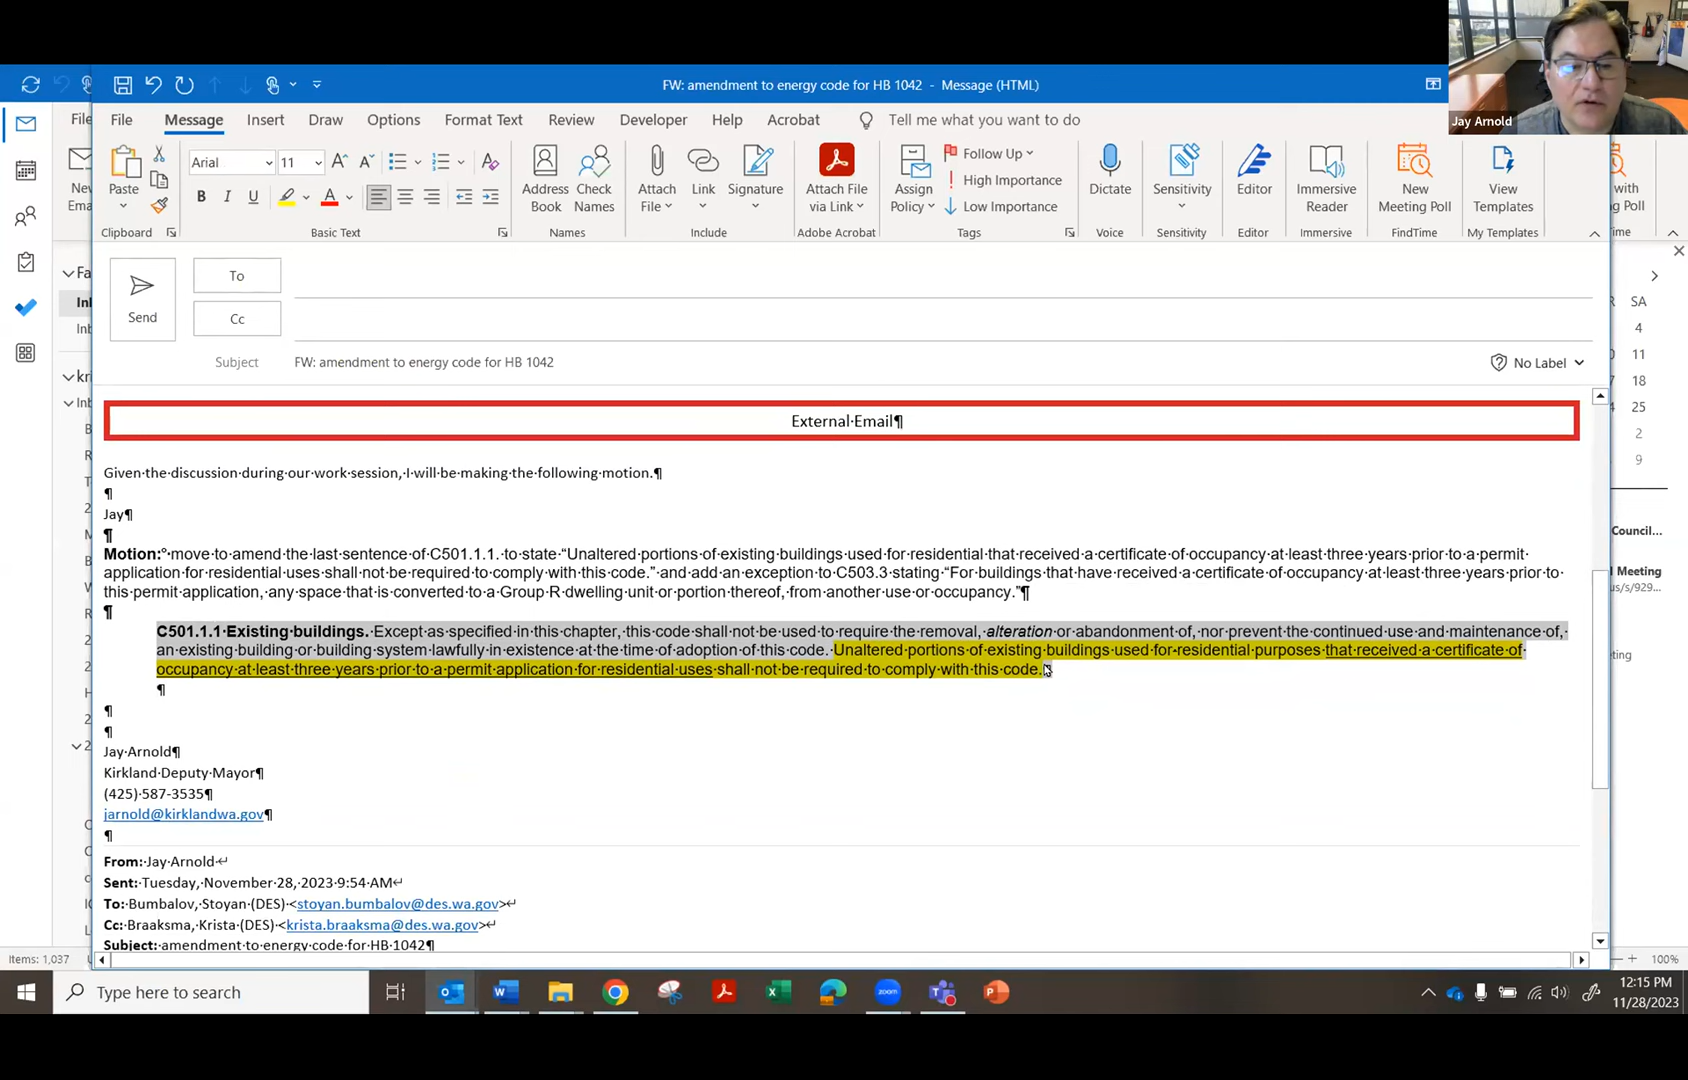 Jay Arnold
FW: amendment to energy code for HB 1042 - Message (HTML)
File
Message
Insert
Draw
Options
Format Text
Review
Developer
Help
Acrobat
Tell me what you want to do
Paste
Clipboard
Arial
11
B I U
Basic Text
Address Book
Check Names
Names
Attach File
Link
Signature
Include
Attach File via Link
Adobe Acrobat
Assign Policy
Follow Up
High Importance
Low Importance
Tags
Dictate
Voice
Sensitivity
Sensitivity
Editor
Editor
Immersive Reader
Immersive
New Meeting Poll
FindTime
View Templates
My Templates
Send
To
Cc
Subject
FW: amendment to energy code for HB 1042
No Label
External·Email¶
Given·the·discussion·during·our·work·session,·I·will·be·making·the·following·motion.¶
¶
Jay¶
¶
Motion:°·move·to·amend·the·last·sentence·of·C501.1.1.·to·state·“Unaltered·portions·of·existing·buildings·used·for·residential·that·received·a·certificate·of·occupancy·at·least·three·years·prior·to·a·permit·
application·for·residential·uses·shall·not·be·required·to·comply·with·this·code.”·and·add·an·exception·to·C503.3·stating·“For·buildings·that·have·received·a·certificate·of·occupancy·at·least·three·years·prior·to·
this·permit·application,·any·space·that·is·converted·to·a·Group·R·dwelling·unit·or·portion·thereof,·from·another·use·or·occupancy.”¶
¶
C501.1.1·Existing·buildings.·Except·as·specified·in·this·chapter,·this·code·shall·not·be·used·to·require·the·removal,·alteration·or·abandonment·of,·nor·prevent·the·continued·use·and·maintenance·of,·
an·existing·building·or·building·system·lawfully·in·existence·at·the·time·of·adoption·of·this·code.·Unaltered·portions·of·existing·buildings·used·for·residential·purposes·that·received·a·certificate·of·
occupancy·at·least·three·years·prior·to·a·permit·application·for·residential·uses·shall·not·be·required·to·comply·with·this·code.
¶
¶
¶
Jay·Arnold¶
Kirkland·Deputy·Mayor¶
(425)·587-3535¶
jarnold@kirklandwa.gov¶
¶
From:·Jay·Arnold·↵
Sent:·Tuesday,·November·28,·2023·9:54·AM↵
To:·Bumbalov,·Stoyan·(DES)·<stoyan.bumbalov@des.wa.gov>↵
Cc:·Braaksma,·Krista·(DES)·<krista.braaksma@des.wa.gov>↵
Subject:·amendment·to·energy·code·for·HB·1042¶
SA
4
11
18
25
2
9
Council...
Meeting
s/929...
Items: 1,037
100%
Type here to search
12:15 PM
11/28/2023